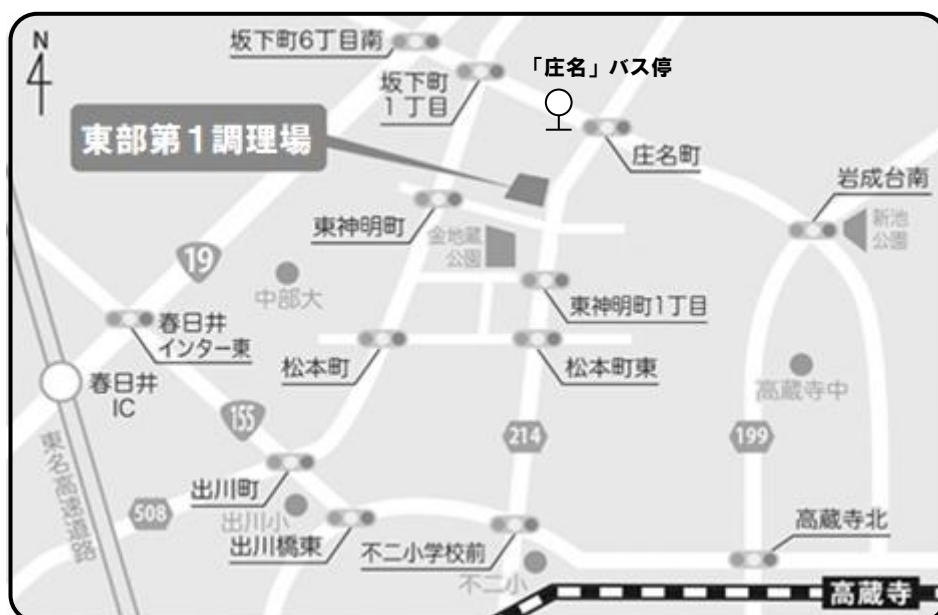 N
坂下町6丁目南
坂下町
1丁目
「庄名」バス停
庄名町
東部第1調理場
岩成台南
新池
公園
東神明町
金地蔵
公園
19
中部大
東神明町1丁目
春日井
インター東
松本町
松本町東
高蔵寺中
春日井
IC
155
214
199
東名高速道路
出川町
508
出川小
出川橋東
不二小学校前
高蔵寺北
不二小
高蔵寺